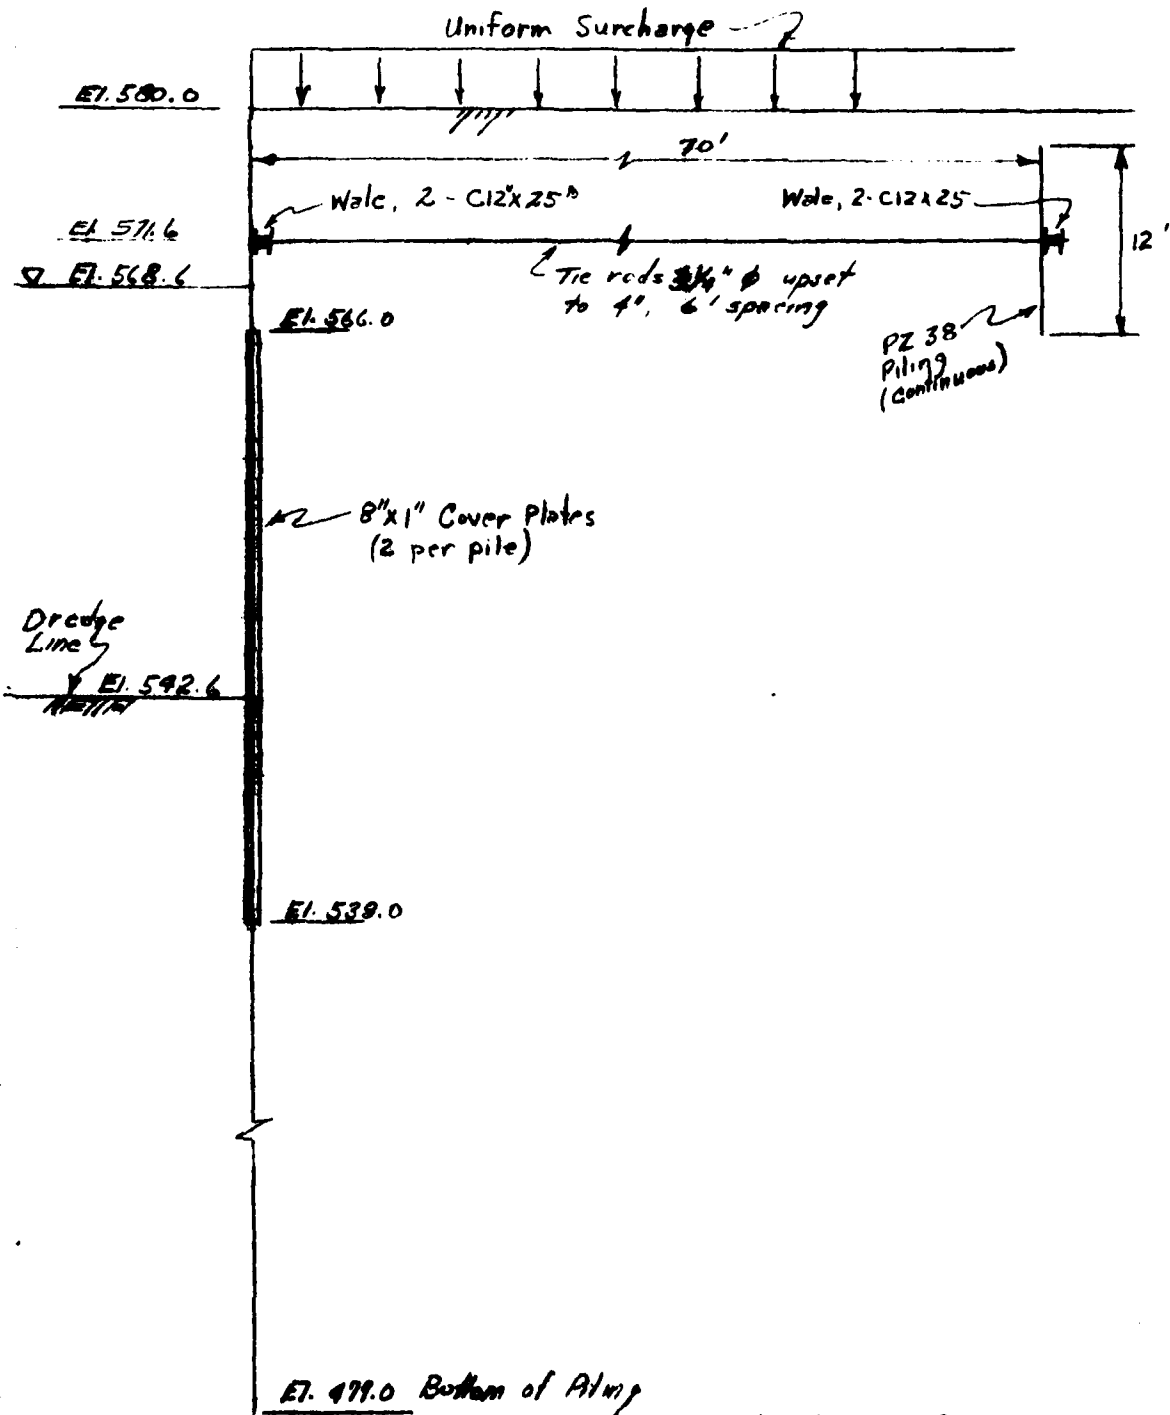 Uniform Surcharge
El. 580.0
70'
Wale, 2 - C12"x25#
Wale, 2-C12x25
El. 571.6
12'
El. 568.6
Tie rods ϕ upset
to 4", 6' spacing
El. 566.0
PZ 38
Piling
(Continuous)
8"x1" Cover Plates
(2 per pile)
Dredge
Line
El. 542.6
El. 539.0
El. 479.0 Bottom of Piling